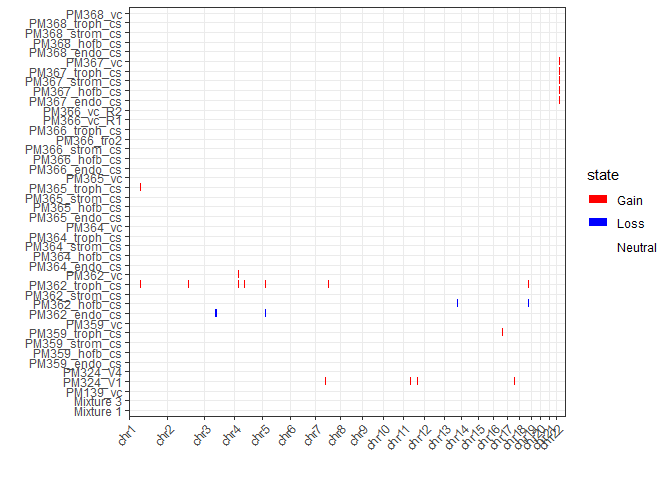 PM368_vc
PM368_troph_cs
PM368_strom_cs
PM368_hofb_cs
PM368_endo_cs
PM367_vc
PM367_troph_cs
PM367_strom_cs
PM367_hofb_cs
PM367_endo_cs
PM366_vc_R2
PM366_vc_R1
PM366_troph_cs
PM366_tro2
PM366_strom_cs
PM366_hofb_cs
PM366_endo_cs
PM365_vc
PM365_troph_cs
PM365_strom_cs
PM365_hofb_cs
PM365_endo_cs
PM364_vc
PM364_troph_cs
PM364_strom_cs
PM364_hofb_cs
PM364_endo_cs
PM362_vc
PM362_troph_cs
PM362_strom_cs
PM362_hofb_cs
PM362_endo_cs
PM359_vc
PM359_troph_cs
PM359_strom_cs
PM359_hofb_cs
PM359_endo_cs
PM324_V4
PM324_V1
PM139_vc
Mixture 3
Mixture 1
chr1 chr2 chr3 chr4 chr5 chr6 chr7 chr8 chr9 chr10 chr11 chr12 chr13 chr14 chr15 chr16 chr17 chr18 chr19 chr20 chr22
state
Gain
Loss
Neutral